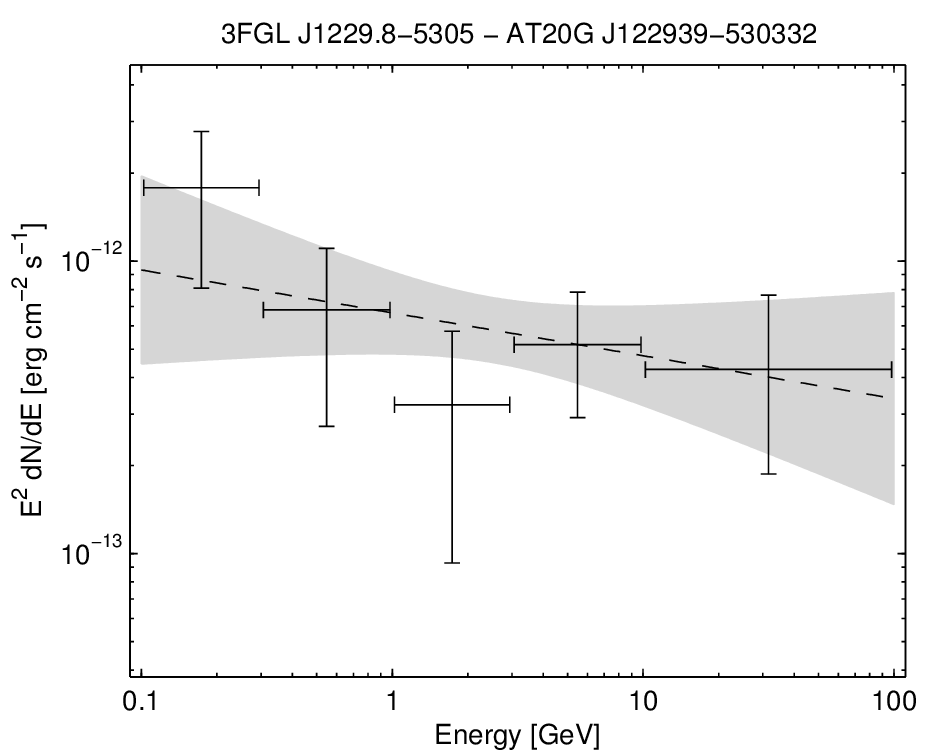 3FGL J1229.8−5305 − AT20G J122939−530332
E² dN/dE [erg cm⁻² s⁻¹]
10⁻¹²
10⁻¹³
0.1 1 10 100
Energy [GeV]